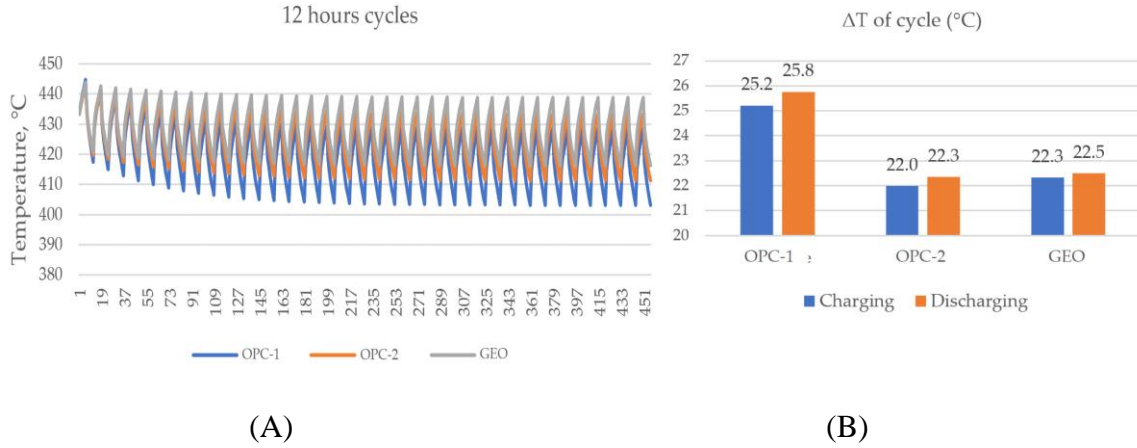 12 hours cycles
Temperature, °C
450
440
430
420
410
400
390
380
1 19 37 55 73 91 109 127 145 163 181 199 217 235 253 271 289 307 325 343 361 379 397 415 433 451
OPC-1 OPC-2 GEO
(A)
ΔT of cycle (°C)
27
26
25
24
23
22
21
20
25.2 25.8
22.0 22.3
22.3 22.5
OPC-1 e OPC-2 GEO
Charging Discharging
(B)